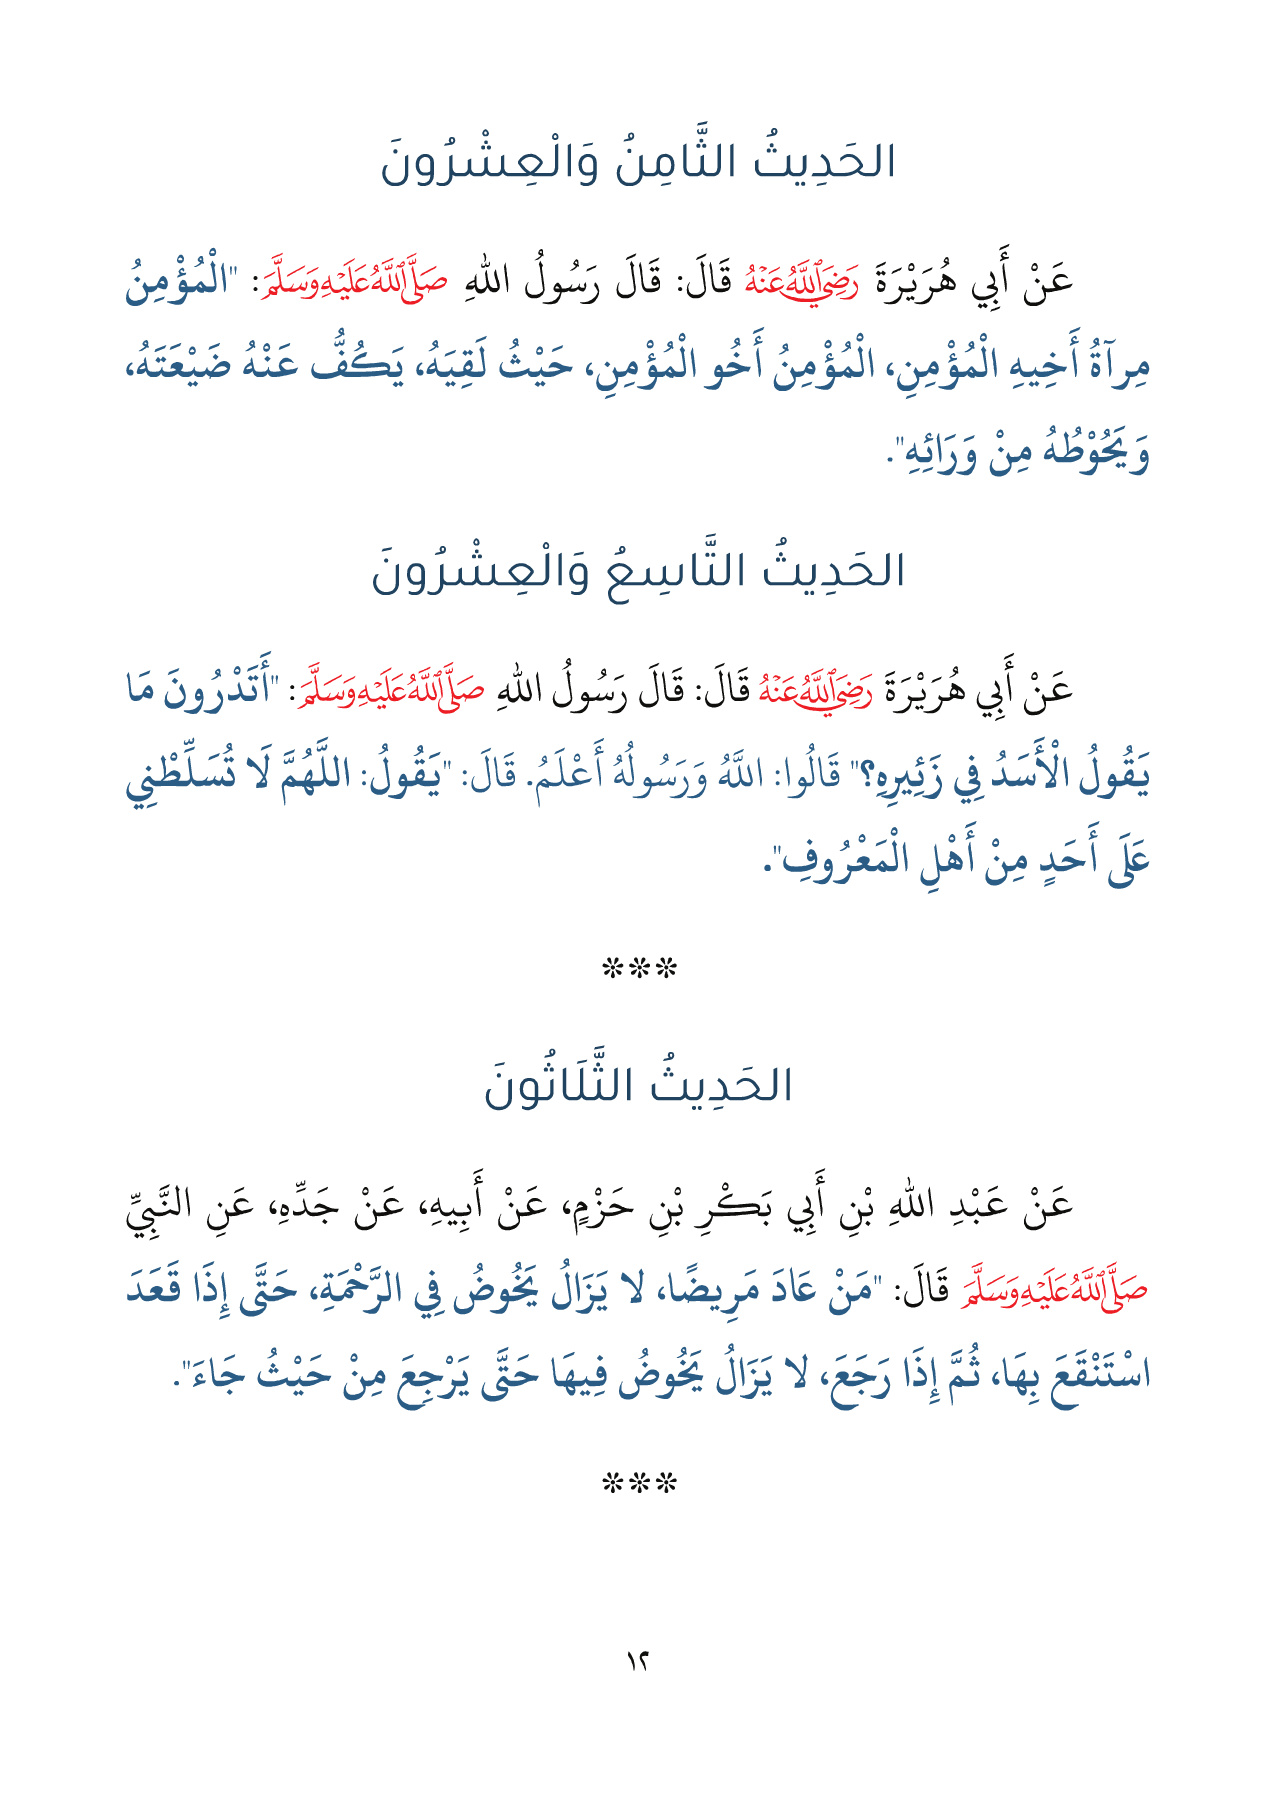 الحَدِيثُ الثَّامِنُ وَالْعِشْرُونَ
عَنْ أَبِي هُرَيْرَةَ رَضِيَ اللَّهُ عَنْهُ قَالَ: قَالَ رَسُولُ اللهِ صَلَّى اللَّهُ عَلَيْهِ وَسَلَّمَ: "الْمُؤْمِنُ
مِرآةُ أَخِيهِ الْمُؤْمِنِ، الْمُؤْمِنُ أَخُو الْمُؤْمِنِ، حَيْثُ لَقِيَهُ، يَكُفُّ عَنْهُ ضَيْعَتَهُ،
وَيَحُوْطُهُ مِنْ وَرَائِهِ".
الحَدِيثُ التَّاسِعُ وَالْعِشْرُونَ
عَنْ أَبِي هُرَيْرَةَ رَضِيَ اللَّهُ عَنْهُ قَالَ: قَالَ رَسُولُ اللهِ صَلَّى اللَّهُ عَلَيْهِ وَسَلَّمَ: "أَتَدْرُونَ مَا
يَقُولُ الْأَسَدُ فِي زَئِيرِهِ؟" قَالُوا: اللَّهُ وَرَسُولُهُ أَعْلَمُ. قَالَ: "يَقُولُ: اللَّهُمَّ لَا تُسَلِّطْنِي
عَلَى أَحَدٍ مِنْ أَهْلِ الْمَعْرُوفِ".
***
الحَدِيثُ الثَّلَاثُونَ
عَنْ عَبْدِ اللهِ بْنِ أَبِي بَكْرِ بْنِ حَزْمٍ، عَنْ أَبِيهِ، عَنْ جَدِّهِ، عَنِ النَّبِيِّ
صَلَّى اللَّهُ عَلَيْهِ وَسَلَّمَ قَالَ: "مَنْ عَادَ مَرِيضًا، لا يَزَالُ يَخُوضُ فِي الرَّحْمَةِ، حَتَّى إِذَا قَعَدَ
اسْتَنْقَعَ بِهَا، ثُمَّ إِذَا رَجَعَ، لا يَزَالُ يَخُوضُ فِيهَا حَتَّى يَرْجِعَ مِنْ حَيْثُ جَاءَ".
***
١٢